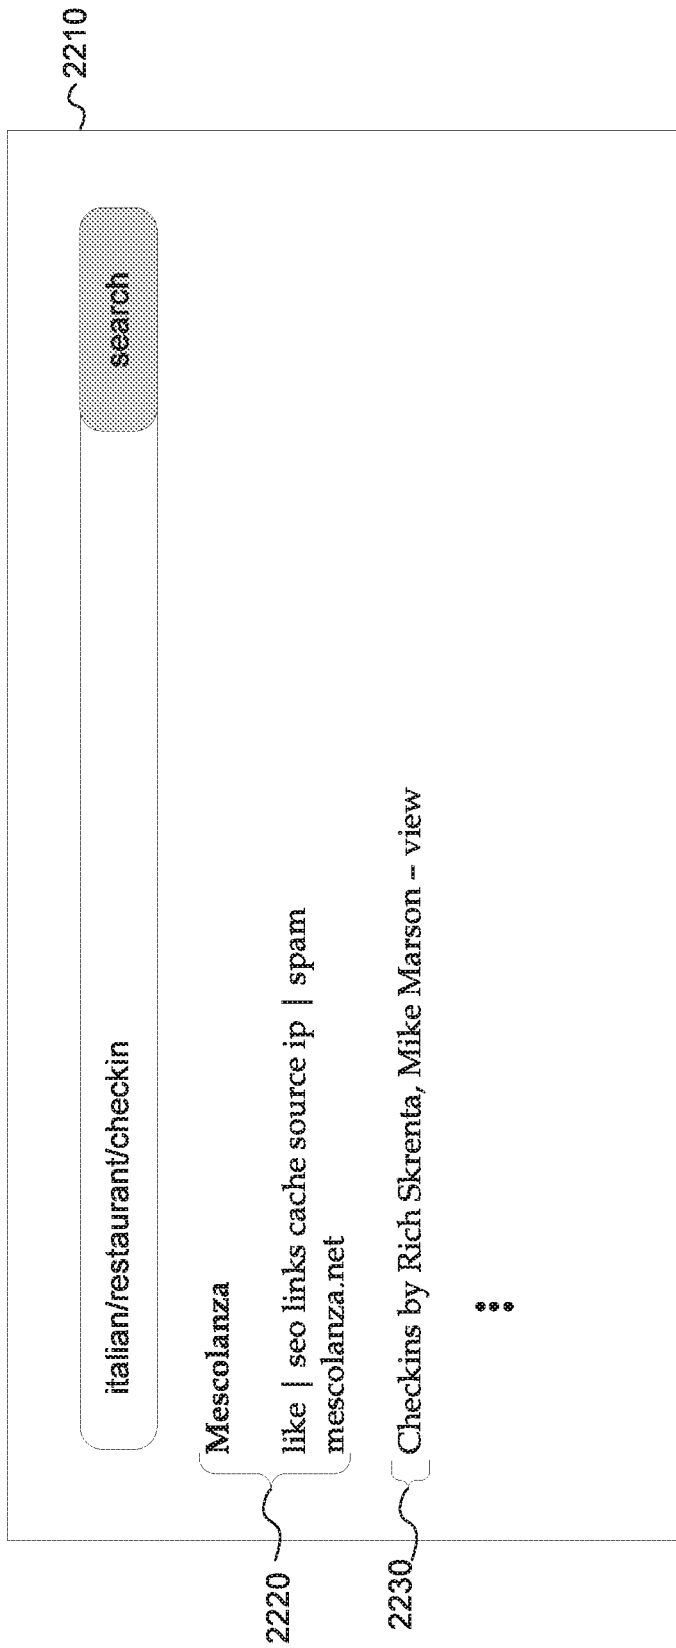 2210
italian/restaurant/checkin
search
2220
Mescolanza
like | seo links cache source ip | spam
mescolanza.net
2230
Checkins by Rich Skrenta, Mike Marson – view